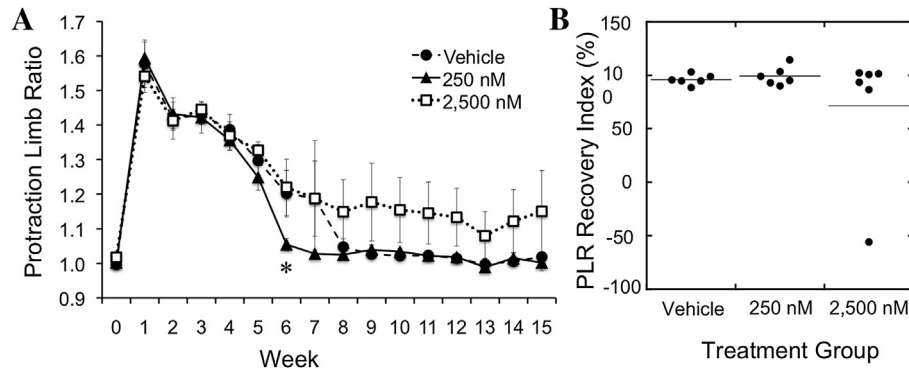 A
1.7
1.6
1.5
1.4
1.3
1.2
1.1
1.0
0.9
Protraction Limb Ratio
Vehicle
250 nM
2,500 nM
*
0 1 2 3 4 5 6 7 8 9 10 11 12 13 14 15
Week
B
150
10
0
50
0
-50
-100
PLR Recovery Index (%)
Vehicle 250 nM 2,500 nM
Treatment Group